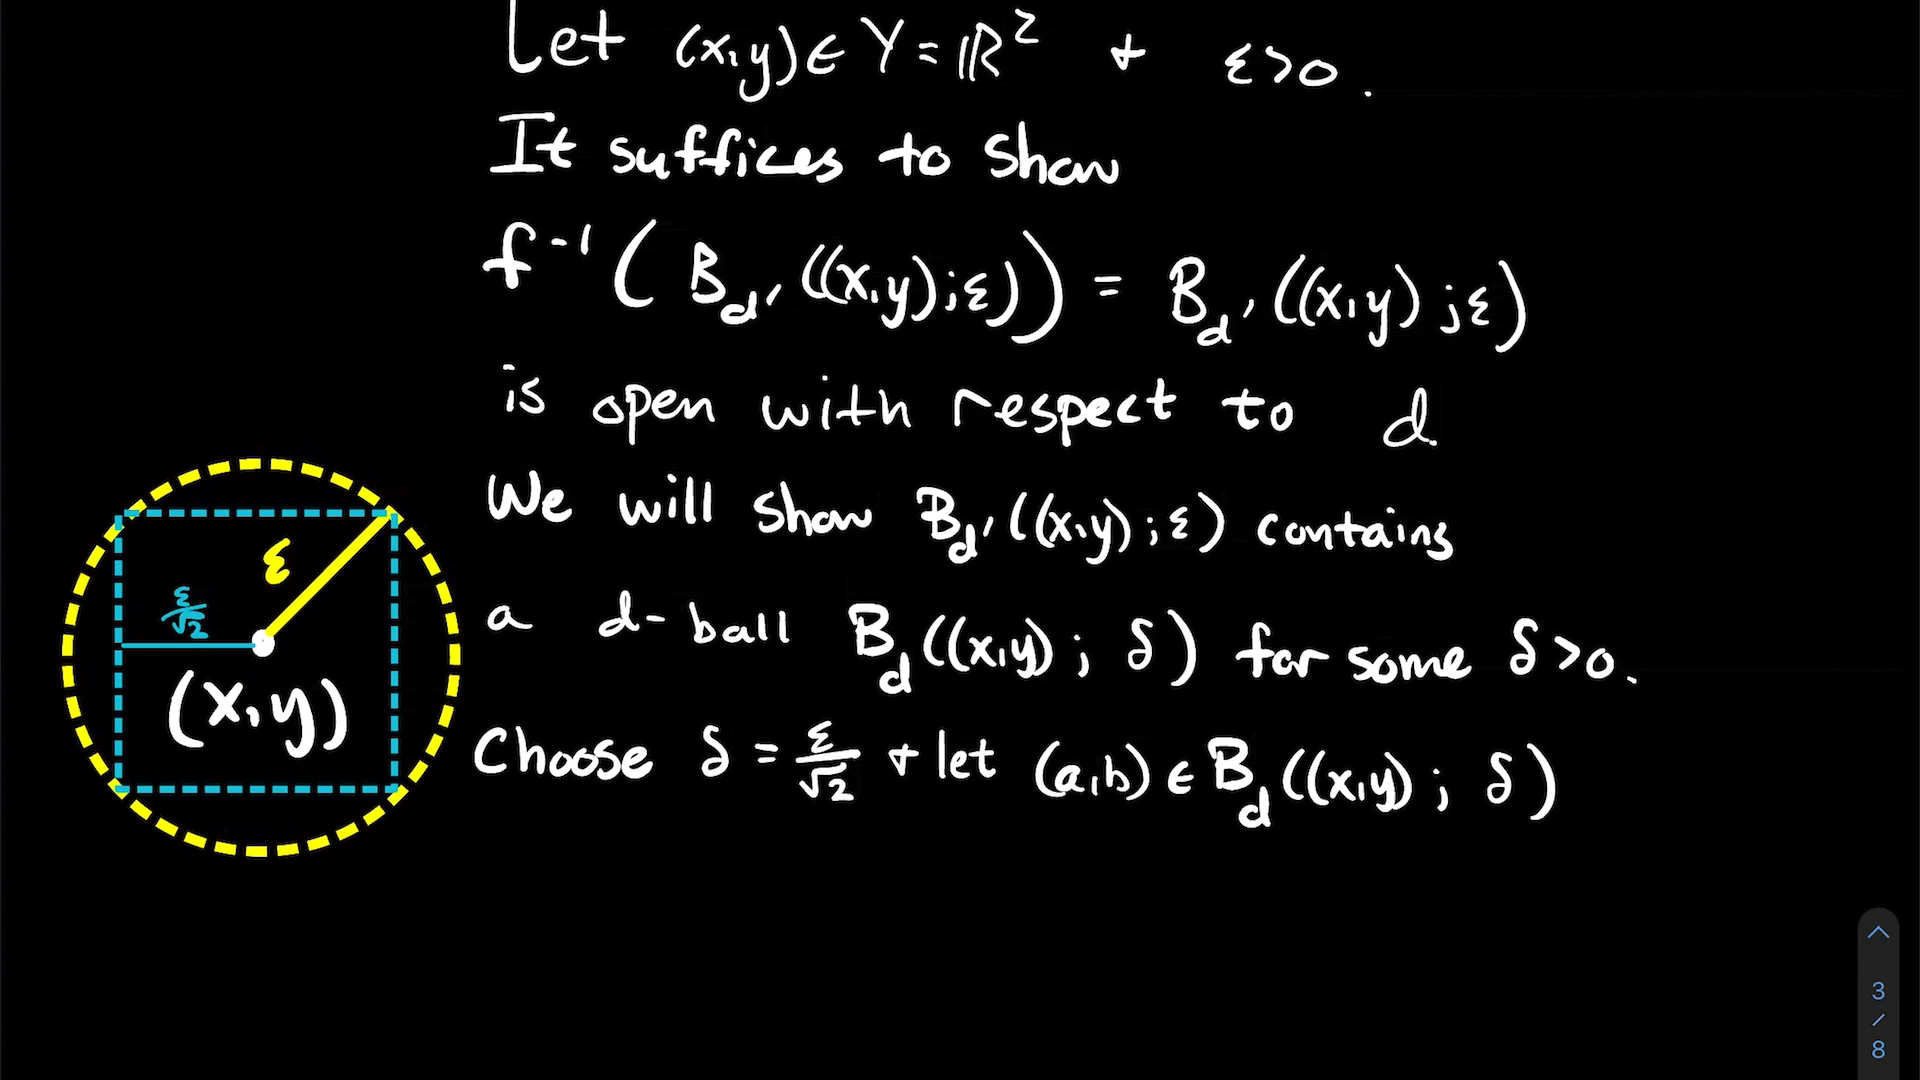 Let (x,y) ∈ Y = ℝ² + ε>0.
It suffices to show
f⁻¹( B_d′ ((x,y);ε)) = B_d′ ((x,y);ε)
is open with respect to d.
We will show B_d′((x,y);ε) contains
a d-ball B_d((x,y); δ) for some δ>0.
Choose δ = ε/√2 + let (a,b) ∈ B_d((x,y); δ)
ε
ε/√2
(x,y)
3
/
8